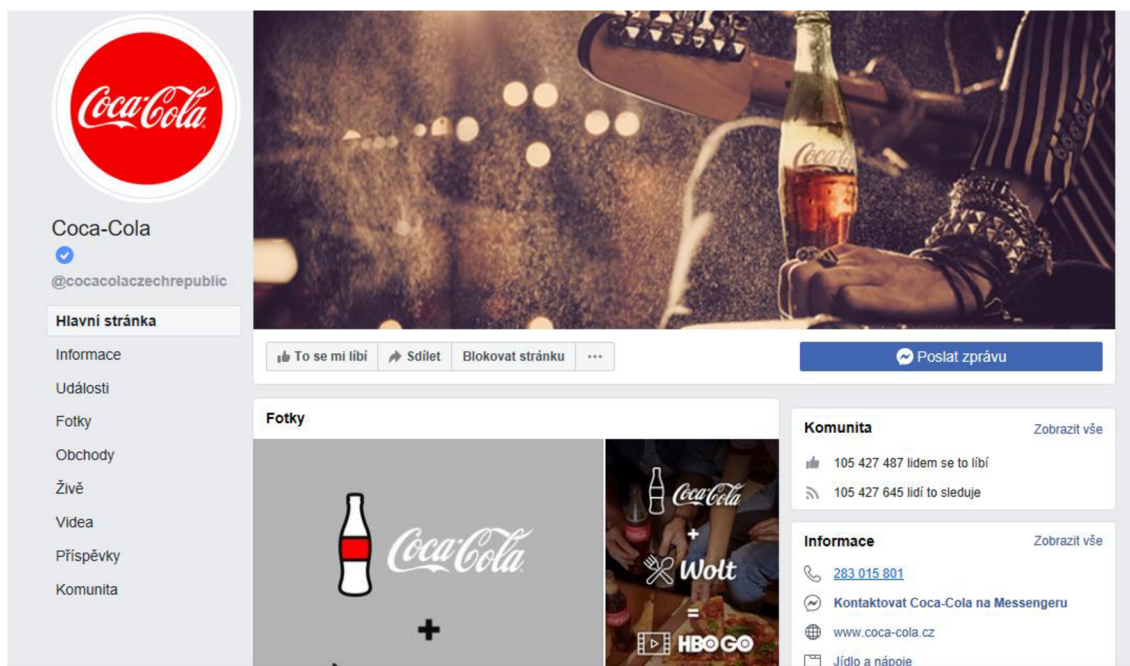 Coca-Cola
Coca-Cola
@cocacolaczechrepublic
Hlavní stránka
Informace
Události
Fotky
Obchody
Živě
Videa
Příspěvky
Komunita
Coca-Cola
To se mi líbí
Sdílet
Blokovat stránku
...
Poslat zprávu
Fotky
Coca-Cola
+
Coca-Cola
+
Wolt
=
HBO GO
Komunita
Zobrazit vše
105 427 487 lidem se to líbí
105 427 645 lidí to sleduje
Informace
Zobrazit vše
283 015 801
Kontaktovat Coca-Cola na Messengeru
www.coca-cola.cz
Jídlo a nápoje